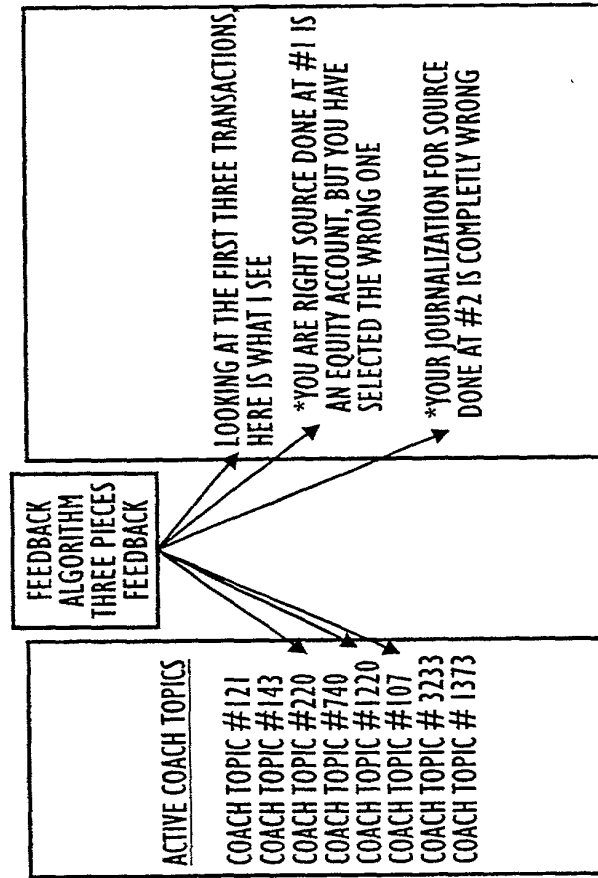 FEEDBACK
ALGORITHM
THREE PIECES
FEEDBACK
ACTIVE COACH TOPICS
COACH TOPIC #121
COACH TOPIC #143
COACH TOPIC #220
COACH TOPIC #740
COACH TOPIC #1220
COACH TOPIC #107
COACH TOPIC # 3233
COACH TOPIC # 1373
LOOKING AT THE FIRST THREE TRANSACTIONS,
HERE IS WHAT I SEE
*YOU ARE RIGHT SOURCE DONE AT #1 IS
AN EQUITY ACCOUNT, BUT YOU HAVE
SELECTED THE WRONG ONE
*YOUR JOURNALIZATION FOR SOURCE
DONE AT #2 IS COMPLETLY WRONG